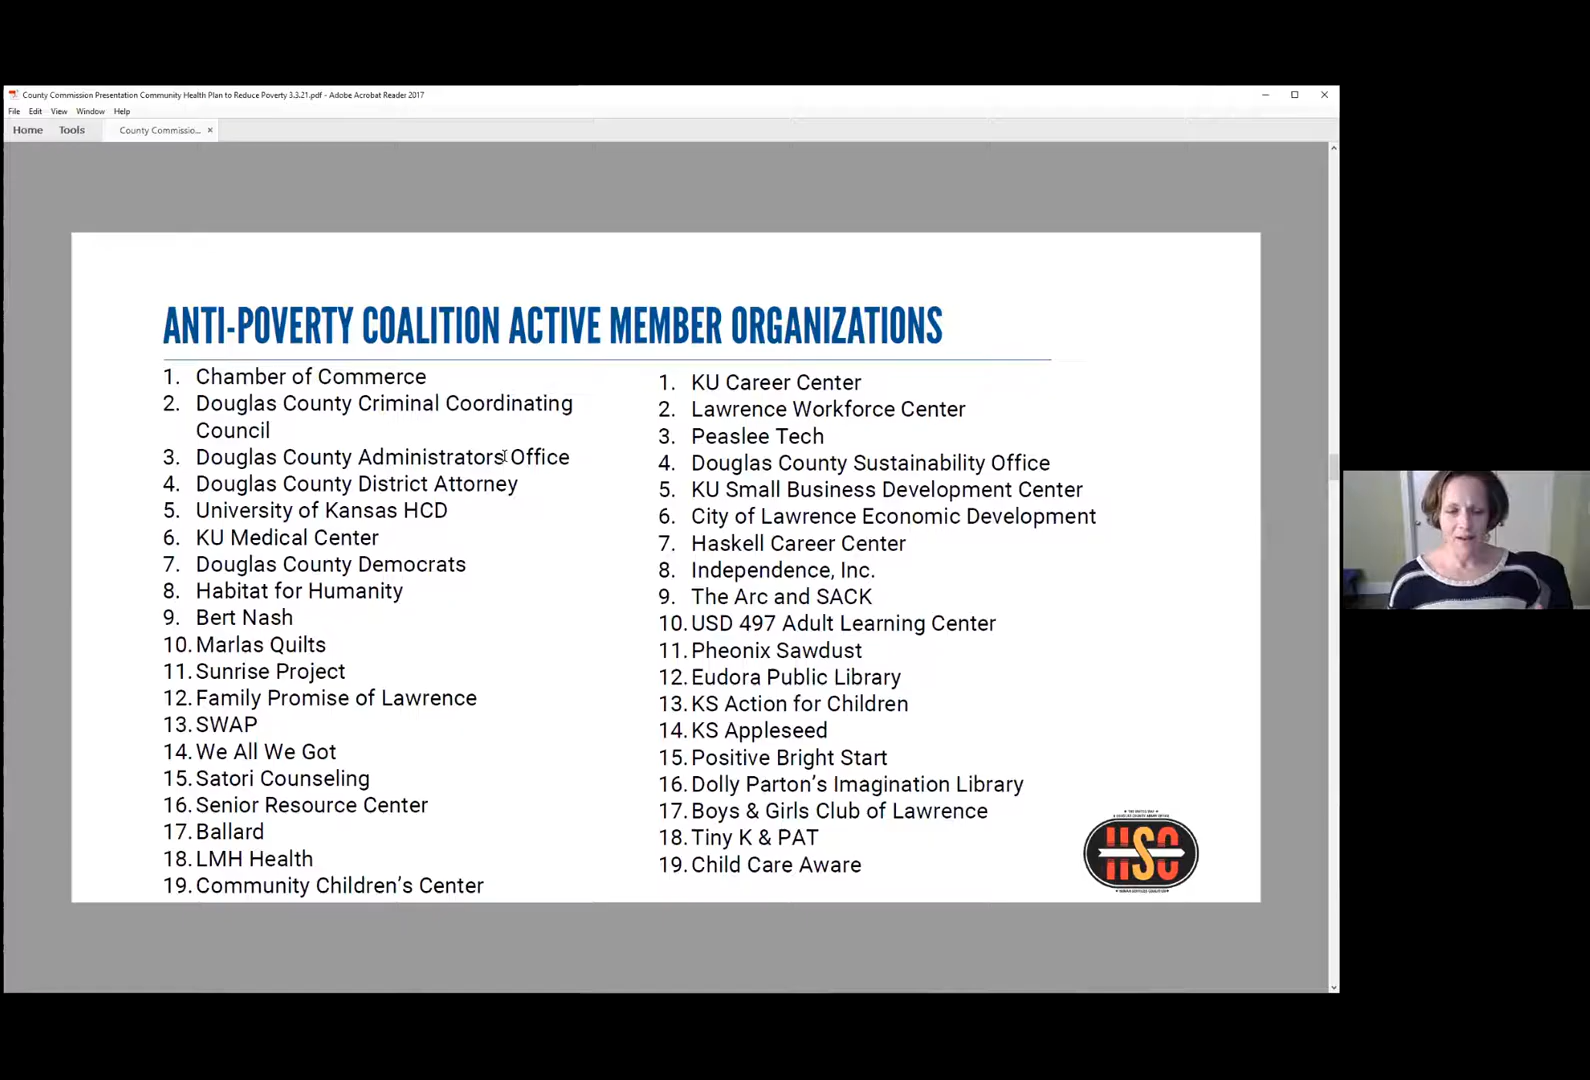 County Commission Presentation Community Health Plan to Reduce Poverty 3.3.21.pdf - Adobe Acrobat Reader 2017
File Edit View Window Help
Home Tools County Commissio... ×
ANTI-POVERTY COALITION ACTIVE MEMBER ORGANIZATIONS
1. Chamber of Commerce
2. Douglas County Criminal Coordinating
Council
3. Douglas County Administrators Office
4. Douglas County District Attorney
5. University of Kansas HCD
6. KU Medical Center
7. Douglas County Democrats
8. Habitat for Humanity
9. Bert Nash
10. Marlas Quilts
11. Sunrise Project
12. Family Promise of Lawrence
13. SWAP
14. We All We Got
15. Satori Counseling
16. Senior Resource Center
17. Ballard
18. LMH Health
19. Community Children's Center
1. KU Career Center
2. Lawrence Workforce Center
3. Peaslee Tech
4. Douglas County Sustainability Office
5. KU Small Business Development Center
6. City of Lawrence Economic Development
7. Haskell Career Center
8. Independence, Inc.
9. The Arc and SACK
10. USD 497 Adult Learning Center
11. Pheonix Sawdust
12. Eudora Public Library
13. KS Action for Children
14. KS Appleseed
15. Positive Bright Start
16. Dolly Parton's Imagination Library
17. Boys & Girls Club of Lawrence
18. Tiny K & PAT
19. Child Care Aware
HSC